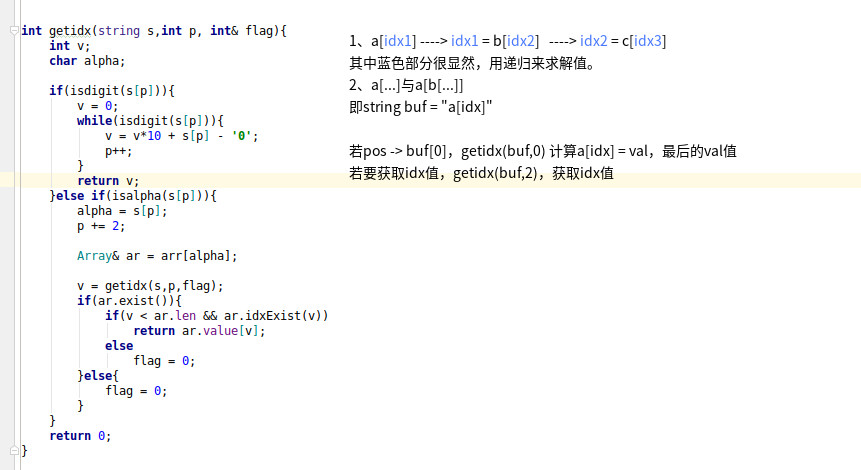 int getidx(string s,int p, int& flag){
    int v;
    char alpha;

    if(isdigit(s[p])){
        v = 0;
        while(isdigit(s[p])){
            v = v*10 + s[p] - '0';
            p++;
        }
        return v;
    }else if(isalpha(s[p])){
        alpha = s[p];
        p += 2;

        Array& ar = arr[alpha];

        v = getidx(s,p,flag);
        if(ar.exist()){
            if(v < ar.len && ar.idxExist(v))
                return ar.value[v];
            else
                flag = 0;
        }else{
            flag = 0;
        }
    }
    return 0;
}
1、a[idx1] ----> idx1 = b[idx2]  ----> idx2 = c[idx3]
其中蓝色部分很显然，用递归来求解值。
2、a[...]与a[b[...]]
即string buf = "a[idx]"

若pos -> buf[0]，getidx(buf,0) 计算a[idx] = val，最后的val值
若要获取idx值，getidx(buf,2)，获取idx值